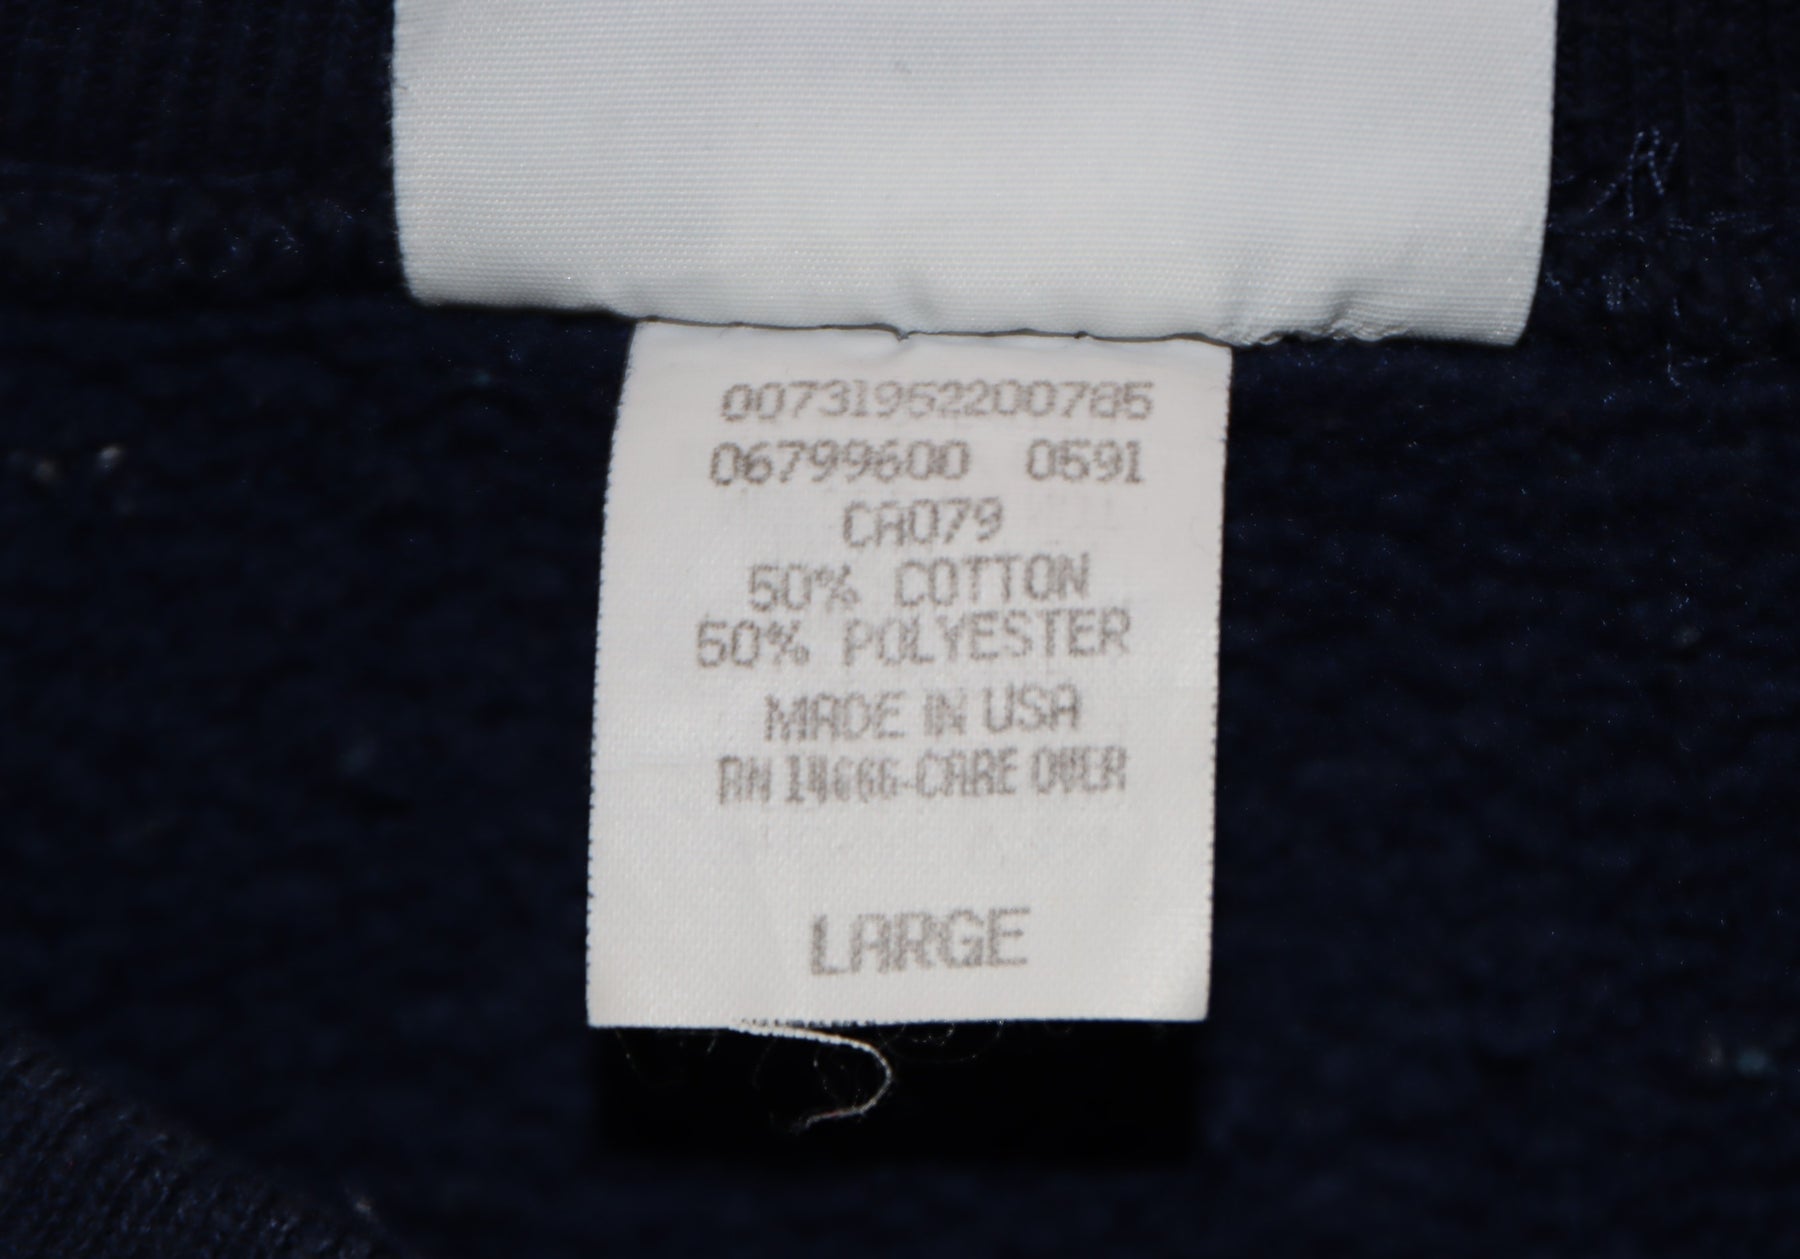 00731952200785
06799600 0591
CA079
50% COTTON
50% POLYESTER
MADE IN USA
RN 14666-CARE OVER
LARGE